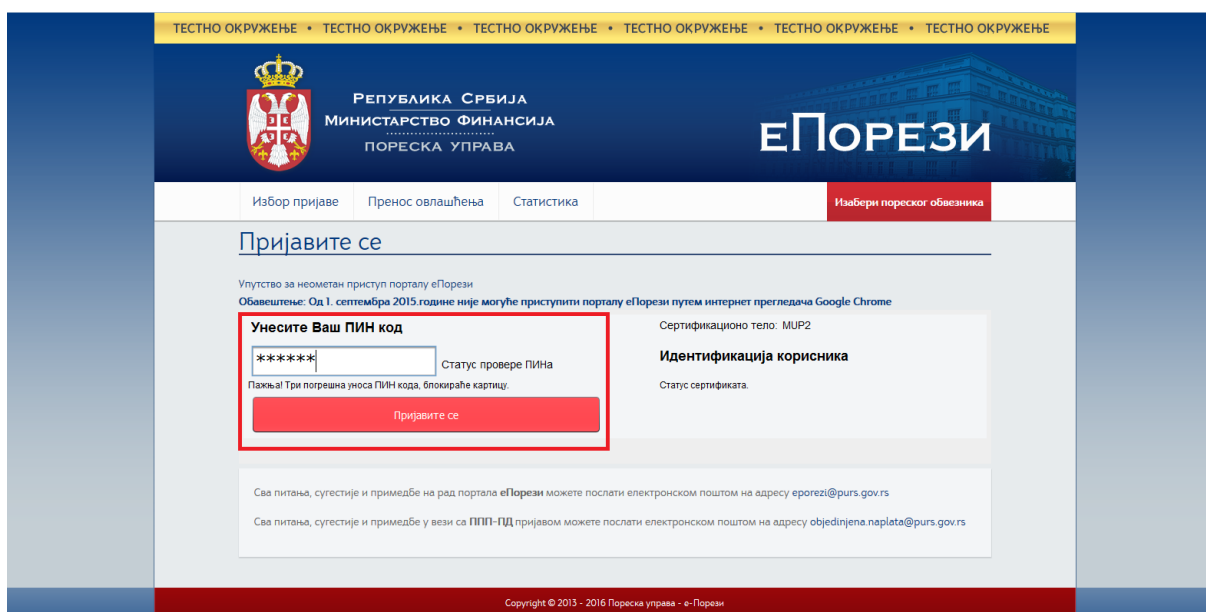 ТЕСТНО ОКРУЖЕЊЕ • ТЕСТНО ОКРУЖЕЊЕ • ТЕСТНО ОКРУЖЕЊЕ • ТЕСТНО ОКРУЖЕЊЕ • ТЕСТНО ОКРУЖЕЊЕ • ТЕСТНО ОКРУЖЕЊЕ
РЕПУБЛИКА СРБИЈА
МИНИСТАРСТВО ФИНАНСИЈА
ПОРЕСКА УПРАВА
еПОРЕЗИ
Избор пријаве Пренос овлашћења Статистика Изабери пореског обвезника
Пријавите се
Упутство за неометан приступ порталу еПорези
Обавештење: Од 1. септембра 2015.године није могуће приступити порталу еПорези путем интернет прегледача Google Chrome
Унесите Ваш ПИН код
****** Статус провере ПИНа
Пажња! Три погрешна уноса ПИН кода, блокираће картицу.
Пријавите се
Сертификационо тело: MUP2
Идентификација корисника
Статус сертификата.
Сва питања, сугестије и примедбе на рад портала еПорези можете послати електронском поштом на адресу eporezi@purs.gov.rs
Сва питања, сугестије и примедбе у вези са ППП-ПД пријавом можете послати електронском поштом на адресу objedinjena.naplata@purs.gov.rs
Copyright © 2013 - 2016 Пореска управа - е-Порези